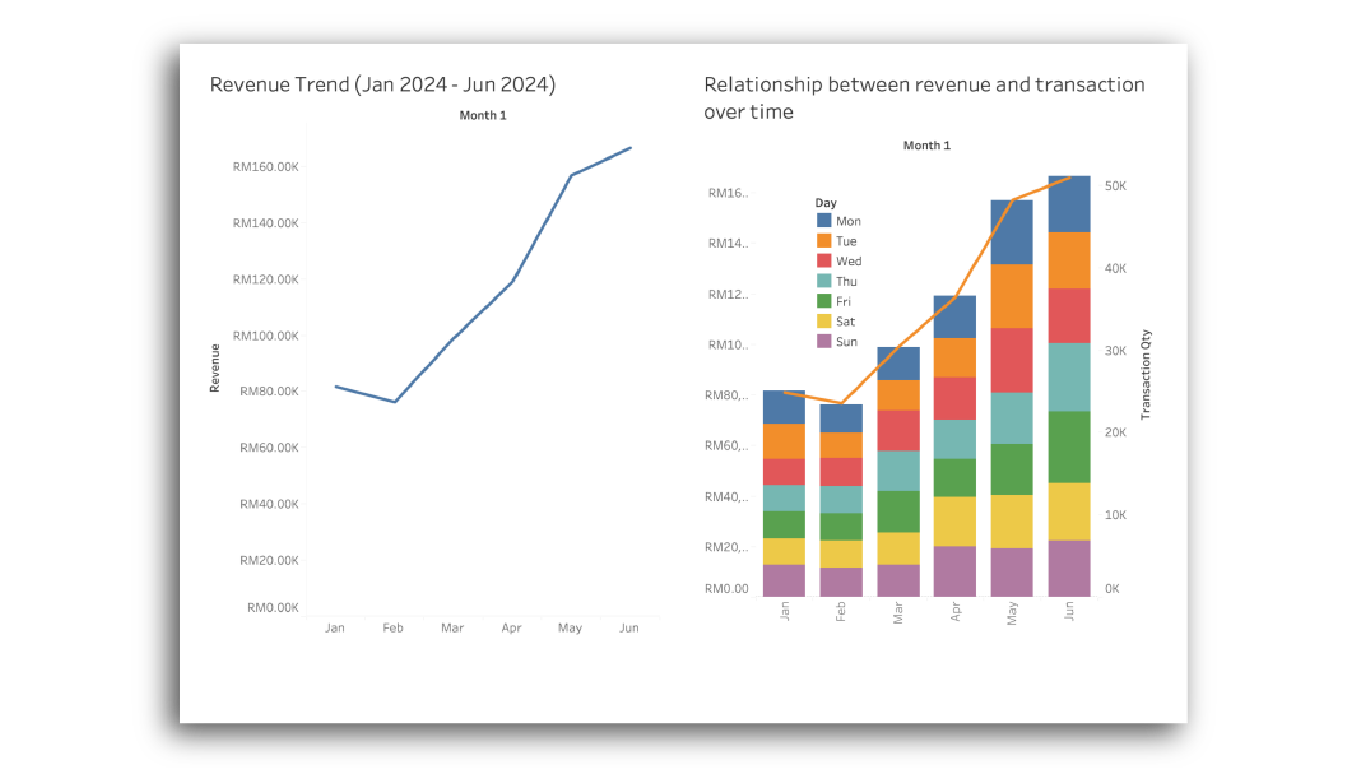 Revenue Trend (Jan 2024 - Jun 2024)
Month 1
RM160.00K
RM140.00K
RM120.00K
RM100.00K
RM80.00K
RM60.00K
RM40.00K
RM20.00K
RM0.00K
Revenue
Jan Feb Mar Apr May Jun
Relationship between revenue and transaction
over time
Month 1
RM16..
RM14..
RM12..
RM10..
RM80,..
RM60,..
RM40,..
RM20,..
RM0.00
Day
Mon
Tue
Wed
Thu
Fri
Sat
Sun
50K
40K
30K
20K
10K
0K
Transaction Qty
Jan Feb Mar Apr May Jun